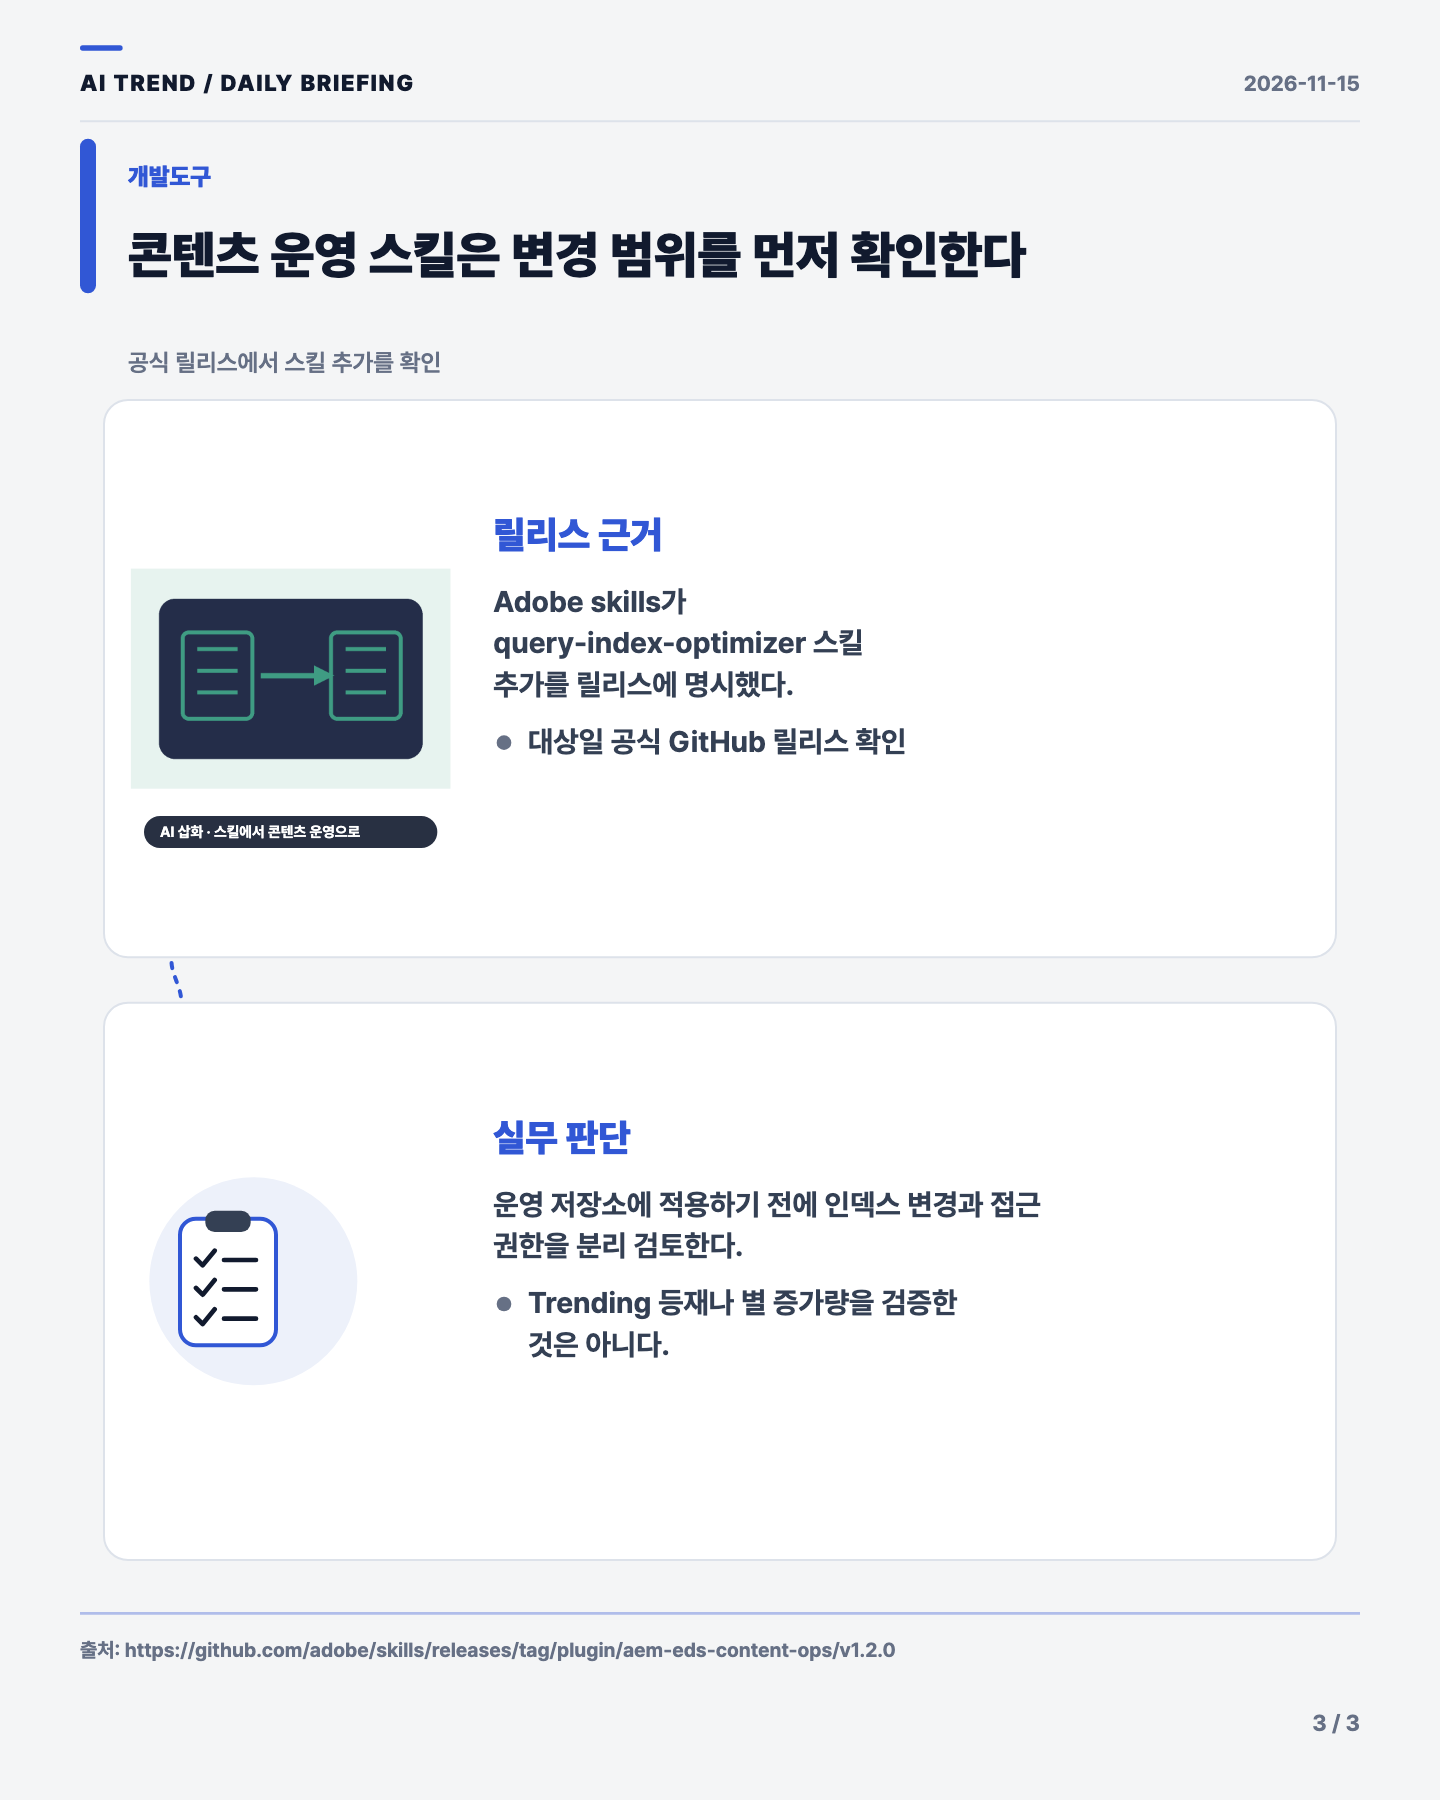 AI TREND / DAILY BRIEFING
2026-11-15
개발도구
콘텐츠 운영 스킬은 변경 범위를 먼저 확인한다
공식 릴리스에서 스킬 추가를 확인
릴리스 근거
Adobe skills가
query-index-optimizer 스킬
추가를 릴리스에 명시했다.
● 대상일 공식 GitHub 릴리스 확인
AI 삽화 · 스킬에서 콘텐츠 운영으로
실무 판단
운영 저장소에 적용하기 전에 인덱스 변경과 접근
권한을 분리 검토한다.
● Trending 등재나 별 증가량을 검증한
것은 아니다.
출처: https://github.com/adobe/skills/releases/tag/plugin/aem-eds-content-ops/v1.2.0
3 / 3